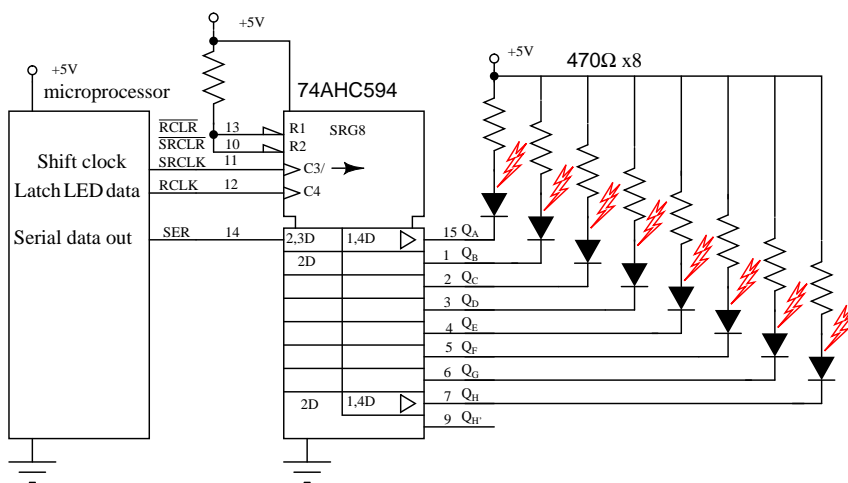 +5V
+5V
+5V
470Ω x8
microprocessor
74AHC594
RCLR 13 R1 SRG8
SRCLR 10 R2
Shift clock SRCLK 11 C3/
Latch LED data RCLK 12 C4
Serial data out SER 14 2,3D 1,4D 15 QA
2D 1 QB
2 QC
3 QD
4 QE
5 QF
6 QG
2D 1,4D 7 QH
9 QH'